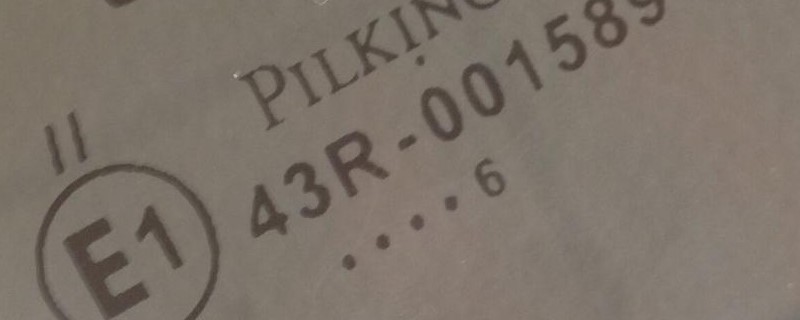 PILKIN
II
43R-001589
E1
....6